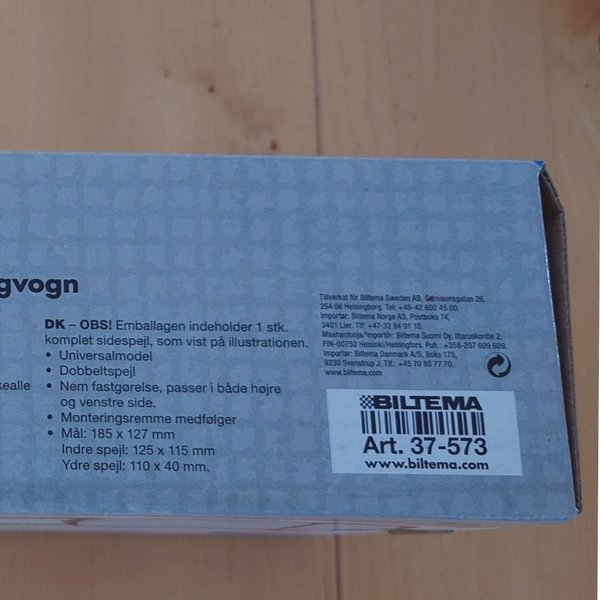 gvogn
DK – OBS! Emballagen indeholder 1 stk.
komplet sidespejl, som vist på illustrationen.
• Universalmodel
• Dobbeltspejl
• Nem fastgørelse, passer i både højre
og venstre side.
• Monteringsremme medfølger
• Mål: 185 x 127 mm
Indre spejl: 125 x 115 mm
Ydre spejl: 110 x 40 mm.
kealle
Tillverkat för Biltema Sweden AB, Garnisonsgatan 26,
254 66 Helsingborg. Tel: +46-42 600 45 00.
Importør: Biltema Norge AS, Postboks 74,
3401 Lier. Tlf: +47-32 84 91 10.
Maahantuoja/Importör: Biltema Suomi Oy, Iitaruskontie 2,
FIN-00750 Helsinki/Helsingfors. Puh.: +358-207 609 609.
Importør: Biltema Danmark A/S, Boks 175,
9230 Svenstrup J. Tlf.: +45 70 80 77 70.
www.biltema.com
BILTEMA
Art. 37-573
www.biltema.com